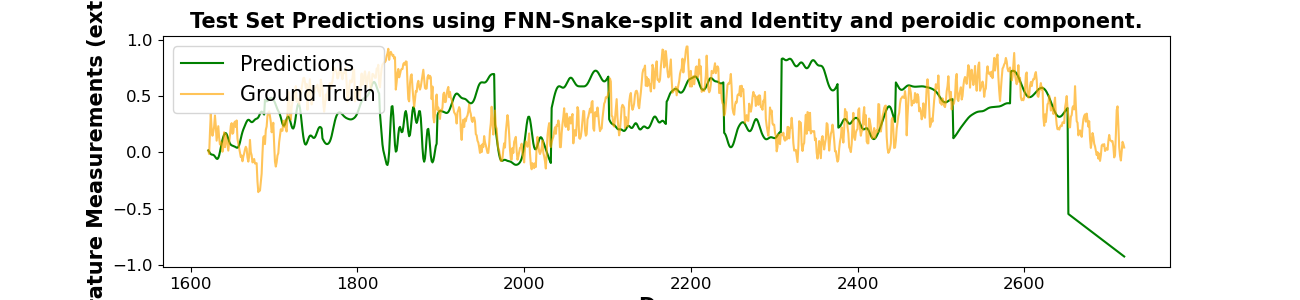 Test Set Predictions using FNN-Snake-split and Identity and peroidic component.
Predictions
Ground Truth
1.0
0.5
0.0
−0.5
−1.0
1600
1800
2000
2200
2400
2600
Measurements